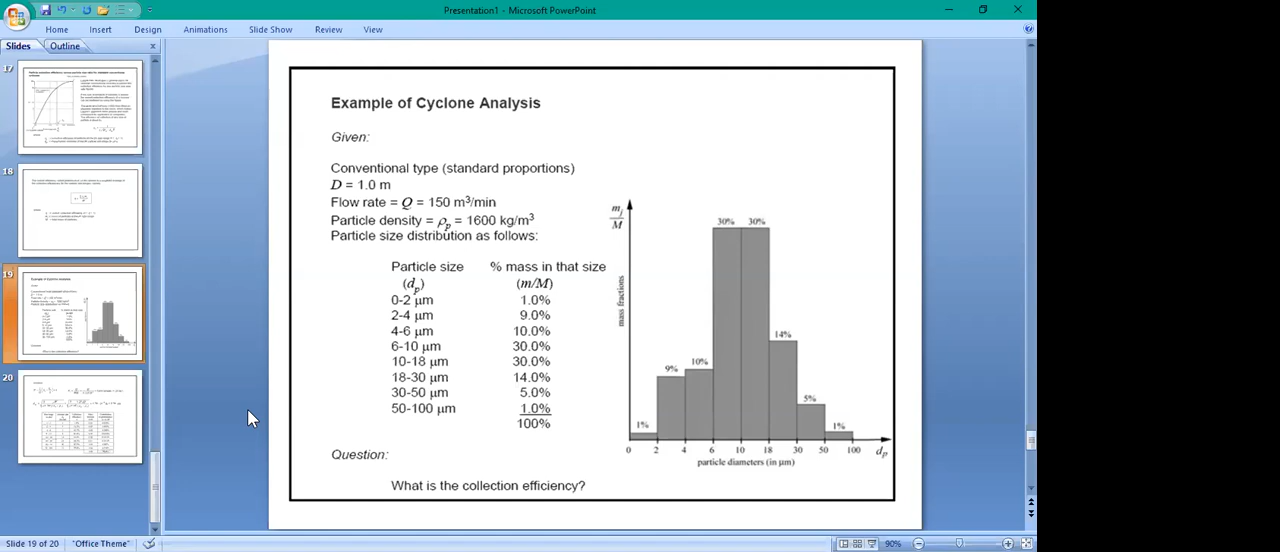 Presentation1 - Microsoft PowerPoint
Home Insert Design Animations Slide Show Review View
Slides Outline
17
18
19
20
Example of Cyclone Analysis
Given:
Conventional type (standard proportions)
D = 1.0 m
Flow rate = Q = 150 m³/min
Particle density = ρp = 1600 kg/m³
Particle size distribution as follows:
Particle size % mass in that size
(dp) (m/M)
0-2 μm 1.0%
2-4 μm 9.0%
4-6 μm 10.0%
6-10 μm 30.0%
10-18 μm 30.0%
18-30 μm 14.0%
30-50 μm 5.0%
50-100 μm 1.0%
100%
Question:
What is the collection efficiency?
mj
M
mass fractions
1% 9% 10% 30% 30% 14% 5% 1%
0 2 4 6 10 18 30 50 100 dp
particle diameters (in μm)
Slide 19 of 20 "Office Theme" 90%